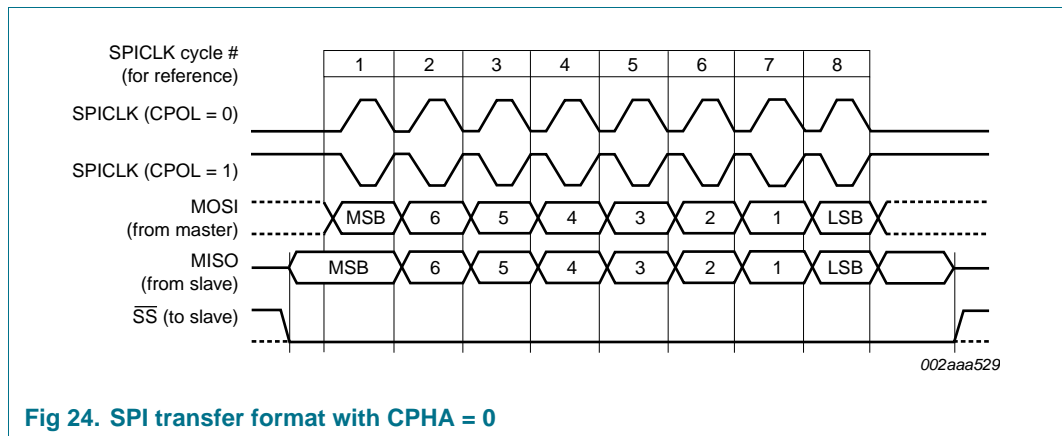 SPICLK cycle #
(for reference)
1 2 3 4 5 6 7 8
SPICLK (CPOL = 0)
SPICLK (CPOL = 1)
MOSI
(from master)
MSB 6 5 4 3 2 1 LSB
MISO
(from slave)
MSB 6 5 4 3 2 1 LSB
SS (to slave)
002aaa529
Fig 24. SPI transfer format with CPHA = 0